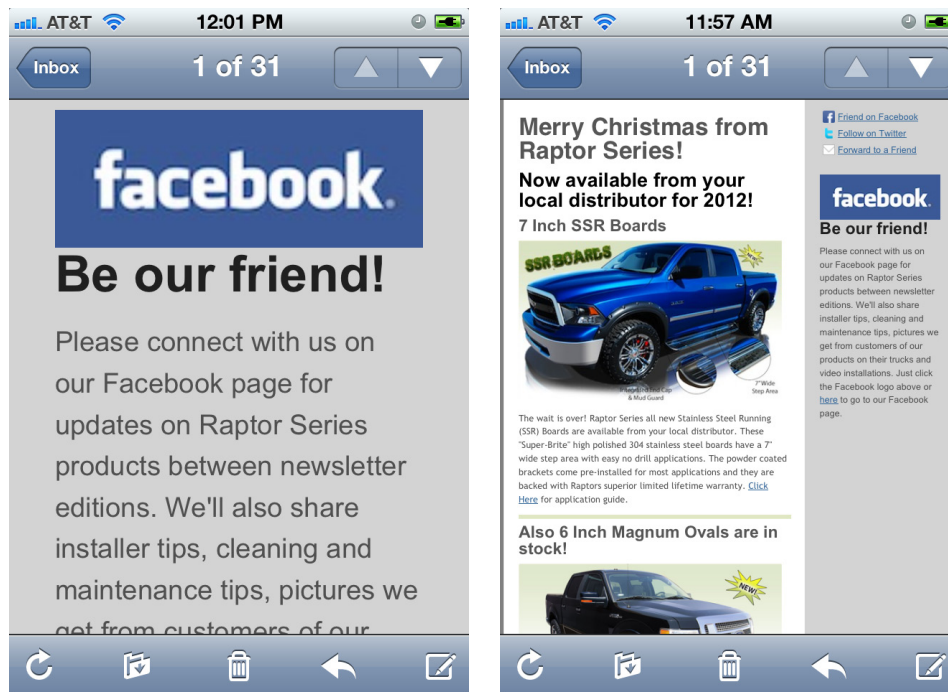 AT&T 12:01 PM
Inbox 1 of 31
facebook.
Be our friend!
Please connect with us on
our Facebook page for
updates on Raptor Series
products between newsletter
editions. We'll also share
installer tips, cleaning and
maintenance tips, pictures we
get from customers of our
AT&T 11:57 AM
Inbox 1 of 31
Merry Christmas from
Raptor Series!
Now available from your
local distributor for 2012!
7 Inch SSR Boards
SSR BOARDS
New
& Mud Guard
7" Wide
Step Area
The wait is over! Raptor Series all new Stainless Steel Running
(SSR) Boards are available from your local distributor. These
"Super-Brite" high polished 304 stainless steel boards have a 7"
wide step area with easy no drill applications. The powder coated
brackets come pre-installed for most applications and they are
backed with Raptors superior limited lifetime warranty. Click
Here for application guide.
Also 6 Inch Magnum Ovals are in
stock!
NEW!
Friend on Facebook
Follow on Twitter
Forward to a Friend
facebook.
Be our friend!
Please connect with us on
our Facebook page for
updates on Raptor Series
products between newsletter
editions. We'll also share
installer tips, cleaning and
maintenance tips, pictures we
get from customers of our
products on their trucks and
video installations. Just click
the Facebook logo above or
here to go to our Facebook
page.